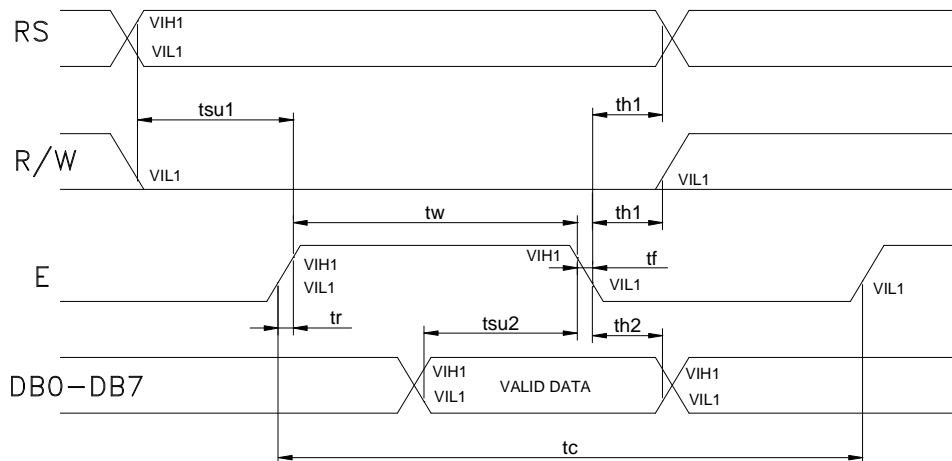 RS
VIH1
VIL1
tsu1
th1
R/W
VIL1
VIL1
tw
th1
E
VIH1
VIL1
VIH1
tf
VIL1
VIL1
tr
tsu2
th2
DB0-DB7
VIH1
VIL1
VALID DATA
VIH1
VIL1
tc